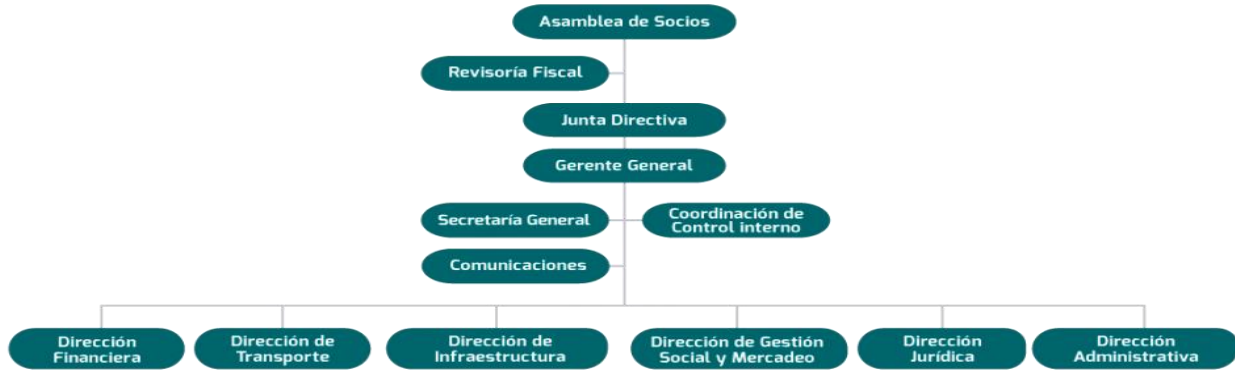 Asamblea de Socios
Revisoría Fiscal
Junta Directiva
Gerente General
Secretaría General
Coordinación de
Control interno
Comunicaciones
Dirección
Financiera
Dirección de
Transporte
Dirección de
Infraestructura
Dirección de Gestión
Social y Mercadeo
Dirección
Jurídica
Dirección
Administrativa